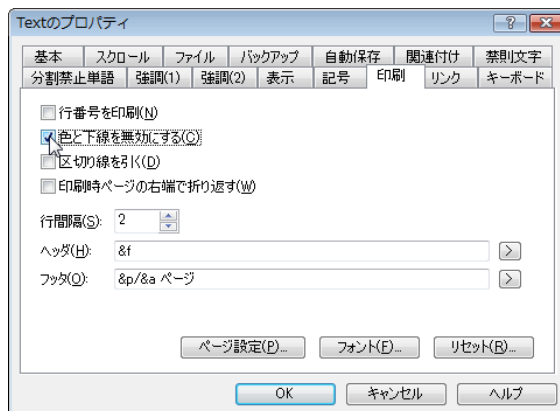 Textのプロパティ
基本 スクロール ファイル バックアップ 自動保存 関連付け 禁則文字
分割禁止単語 強調(1) 強調(2) 表示 記号 印刷 リンク キーボード
行番号を印刷(N)
色と下線を無効にする(C)
区切り線を引く(D)
印刷時ページの右端で折り返す(W)
行間隔(S): 2
ヘッダ(H): &f >
フッタ(O): &p/&a ページ >
ページ設定(P)... フォント(F)... リセット(R)...
OK キャンセル ヘルプ